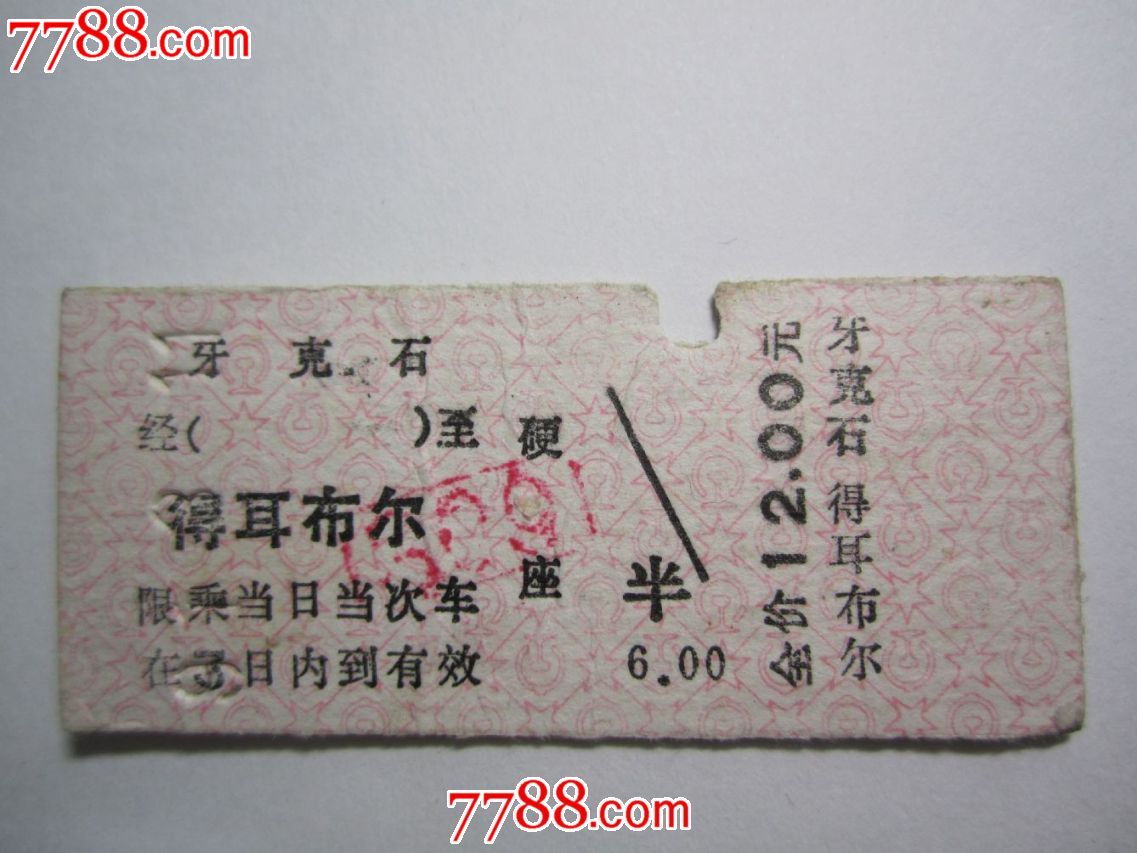 7788.com
牙克石
经( )至
得耳布尔
限乘当日当次车
在3日内到有效
硬座
半
6.00
全价12.00元
牙克石 得耳布尔
7788.com